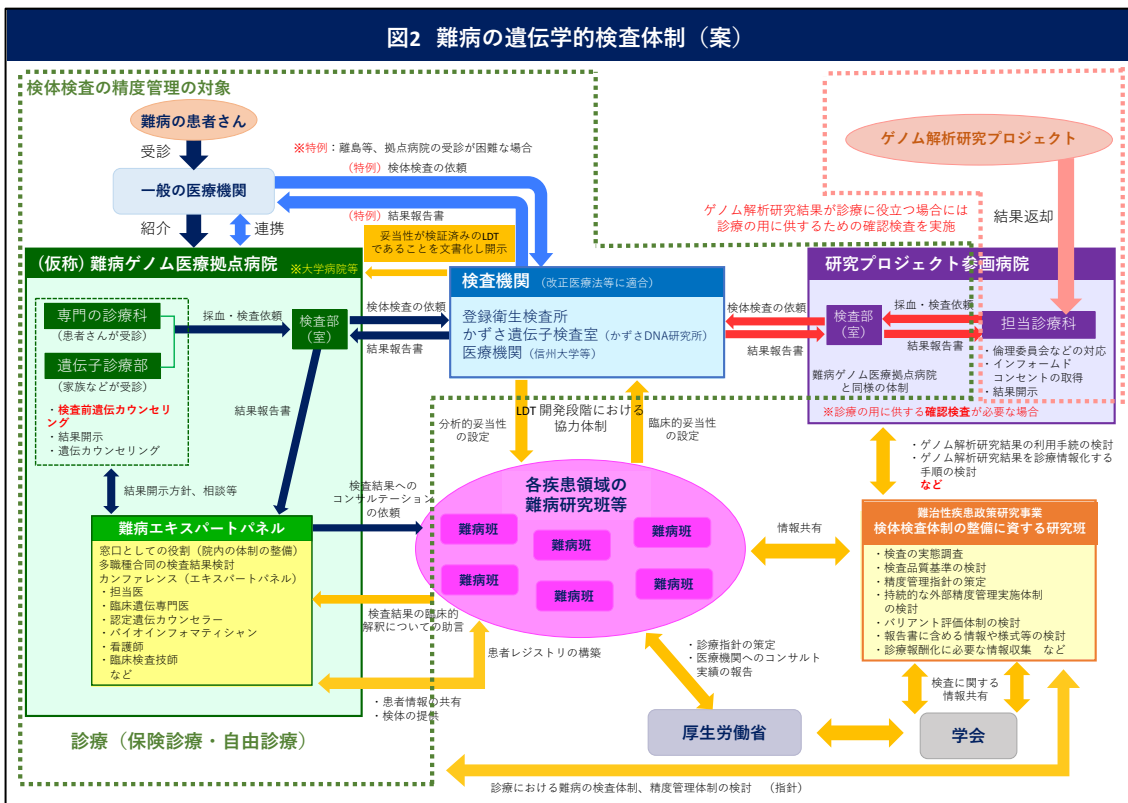 図2 難病の遺伝学的検査体制（案）
検体検査の精度管理の対象
難病の患者さん
受診
一般の医療機関
紹介
連携
※特例：離島等、拠点病院の受診が困難な場合
（特例）検体検査の依頼
（特例）結果報告書
妥当性が検証済みのLDT
であることを文書化し開示
ゲノム解析研究プロジェクト
結果返却
ゲノム解析研究結果が診療に役立つ場合には
診療の用に供するための確認検査を実施
(仮称) 難病ゲノム医療拠点病院
※大学病院等
専門の診療科
(患者さんが受診)
遺伝子診療部
(家族などが受診)
・検査前遺伝カウンセリ
ング
・結果開示
・遺伝カウンセリング
採血・検査依頼
検査部
（室）
検体検査の依頼
結果報告書
結果報告書
検査機関 （改正医療法等に適合）
登録衛生検査所
かずさ遺伝子検査室（かずさDNA研究所）
医療機関（信州大学等）
検体検査の依頼
結果報告書
研究プロジェクト参画病院
検査部
（室）
採血・検査依頼
結果報告書
担当診療科
・倫理委員会などの対応
・インフォームド
コンセントの取得
・結果開示
難病ゲノム医療拠点病院
と同様の体制
※診療の用に供する確認検査が必要な場合
分析的妥当性
の設定
LDT 開発段階における
協力体制
臨床的妥当性
の設定
結果開示方針、相談等
検査結果への
コンサルテーション
の依頼
難病エキスパートパネル
窓口としての役割（院内の体制の整備）
多職種合同の検査結果検討
カンファレンス（エキスパートパネル）
・担当医
・臨床遺伝専門医
・認定遺伝カウンセラー
・バイオインフォマティシャン
・看護師
・臨床検査技師
など
各疾患領域の
難病研究班等
難病班
難病班
難病班
難病班
難病班
難病班
検査結果の臨床的
解釈についての助言
患者レジストリの構築
・患者情報の共有
・検体の提供
情報共有
・ゲノム解析研究結果の利用手続の検討
・ゲノム解析研究結果を診療情報化する
手順の検討
など
難治性疾患政策研究事業
検体検査体制の整備に資する研究班
・検査の実態調査
・検査品質基準の検討
・精度管理指針の策定
・持続的な外部精度管理実施体制
の検討
・バリアント評価体制の検討
・報告書に含める情報や様式等の検討
・診療報酬化に必要な情報収集 など
・診療指針の策定
・医療機関へのコンサルト
実績の報告
検査に関する
情報共有
厚生労働省
学会
診療（保険診療・自由診療）
診療における難病の検査体制、精度管理体制の検討 （指針）